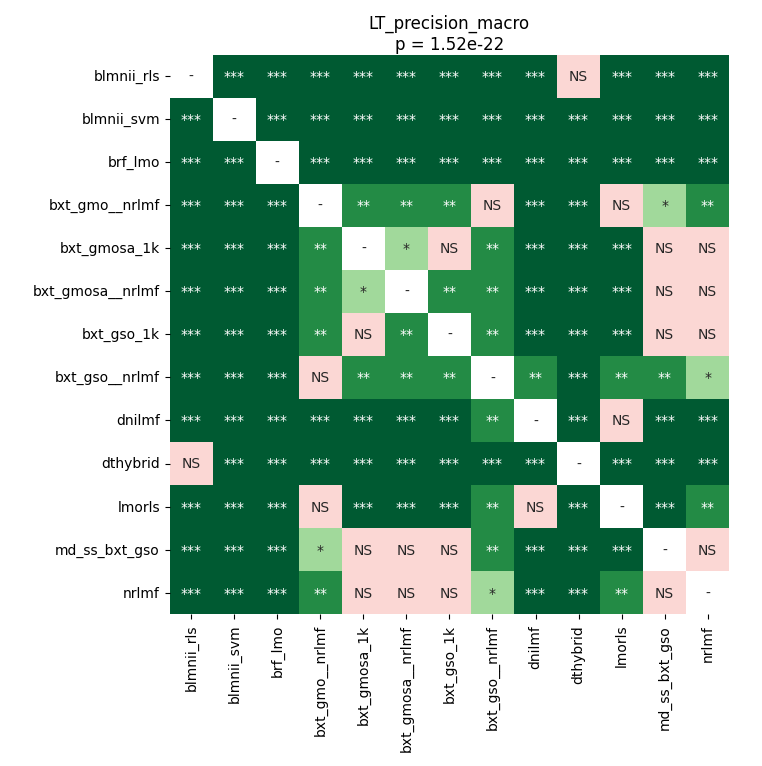 LT_precision_macro
p = 1.52e-22
blmnii_rls - *** *** *** *** *** *** *** *** NS *** *** ***
blmnii_svm *** - *** *** *** *** *** *** *** *** *** *** ***
brf_lmo *** *** - *** *** *** *** *** *** *** *** *** ***
bxt_gmo__nrlmf *** *** *** - ** ** ** NS *** *** NS * **
bxt_gmosa_1k *** *** *** ** - * NS ** *** *** *** NS NS
bxt_gmosa__nrlmf *** *** *** ** * - ** ** *** *** *** NS NS
bxt_gso_1k *** *** *** ** NS ** - ** *** *** *** NS NS
bxt_gso__nrlmf *** *** *** NS ** ** ** - ** *** ** ** *
dnilmf *** *** *** *** *** *** *** ** - *** NS *** ***
dthybrid NS *** *** *** *** *** *** *** *** - *** *** ***
lmorls *** *** *** NS *** *** *** ** NS *** - *** **
md_ss_bxt_gso *** *** *** * NS NS NS ** *** *** *** - NS
nrlmf *** *** *** ** NS NS NS * *** *** ** NS -
blmnii_rls
blmnii_svm
brf_lmo
bxt_gmo__nrlmf
bxt_gmosa_1k
bxt_gmosa__nrlmf
bxt_gso_1k
bxt_gso__nrlmf
dnilmf
dthybrid
lmorls
md_ss_bxt_gso
nrlmf